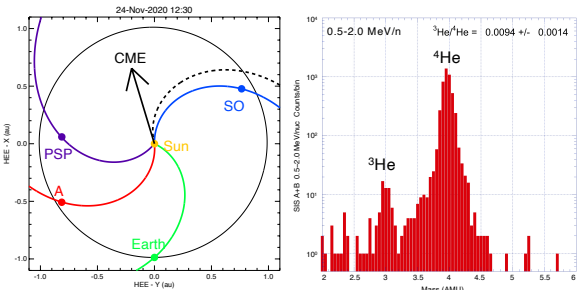 24-Nov-2020 12:30
1.0
0.5
0.0
-0.5
-1.0
HEE - X (au)
CME
SO
Sun
PSP
A
Earth
-1.0 -0.5 0.0 0.5 1.0
HEE - Y (au)
0.5-2.0 MeV/n ³He/⁴He = 0.0094 +/- 0.0014
⁴He
³He
10⁴
10³
10²
10¹
10⁰
SIS A+B 0.5-2.0 MeV/nuc Counts/bin
2 2.5 3 3.5 4 4.5 5 5.5 6
Mass (AMU)